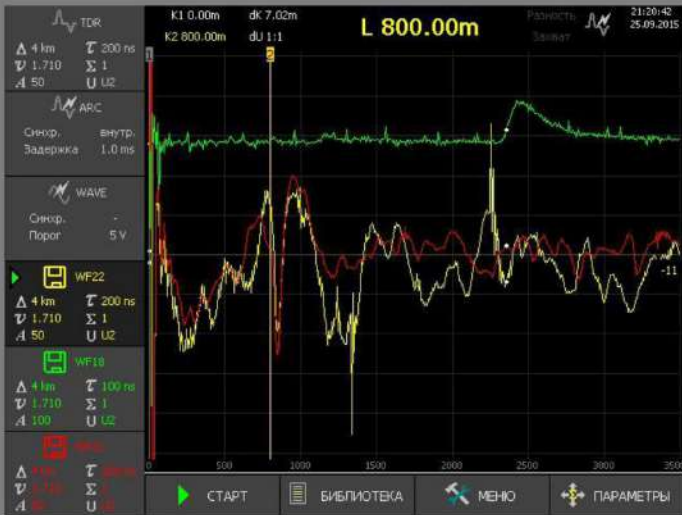 TDR
Δ 4 km τ 200 ns
υ 1.710 Σ 1
A 50 U U2
ARC
Синхр. внутр.
Задержка 1.0 ms
WAVE
Синхр. -
Порог 5 V
WF22
Δ 4 km τ 200 ns
υ 1.710 Σ 1
A 50 U U2
WF18
Δ 4 km τ 100 ns
υ 1.710 Σ 1
A 100 U U2
Δ τ
υ Σ
A U
K1 0.00m dK 7.02m
K2 800.00m dU 1:1
L 800.00m
Разность
Захват
21:20:42
25.09.2015
1 2
-11
0 500 1000 1500 2000 2500 3000 3500
СТАРТ БИБЛИОТЕКА МЕНЮ ПАРАМЕТРЫ